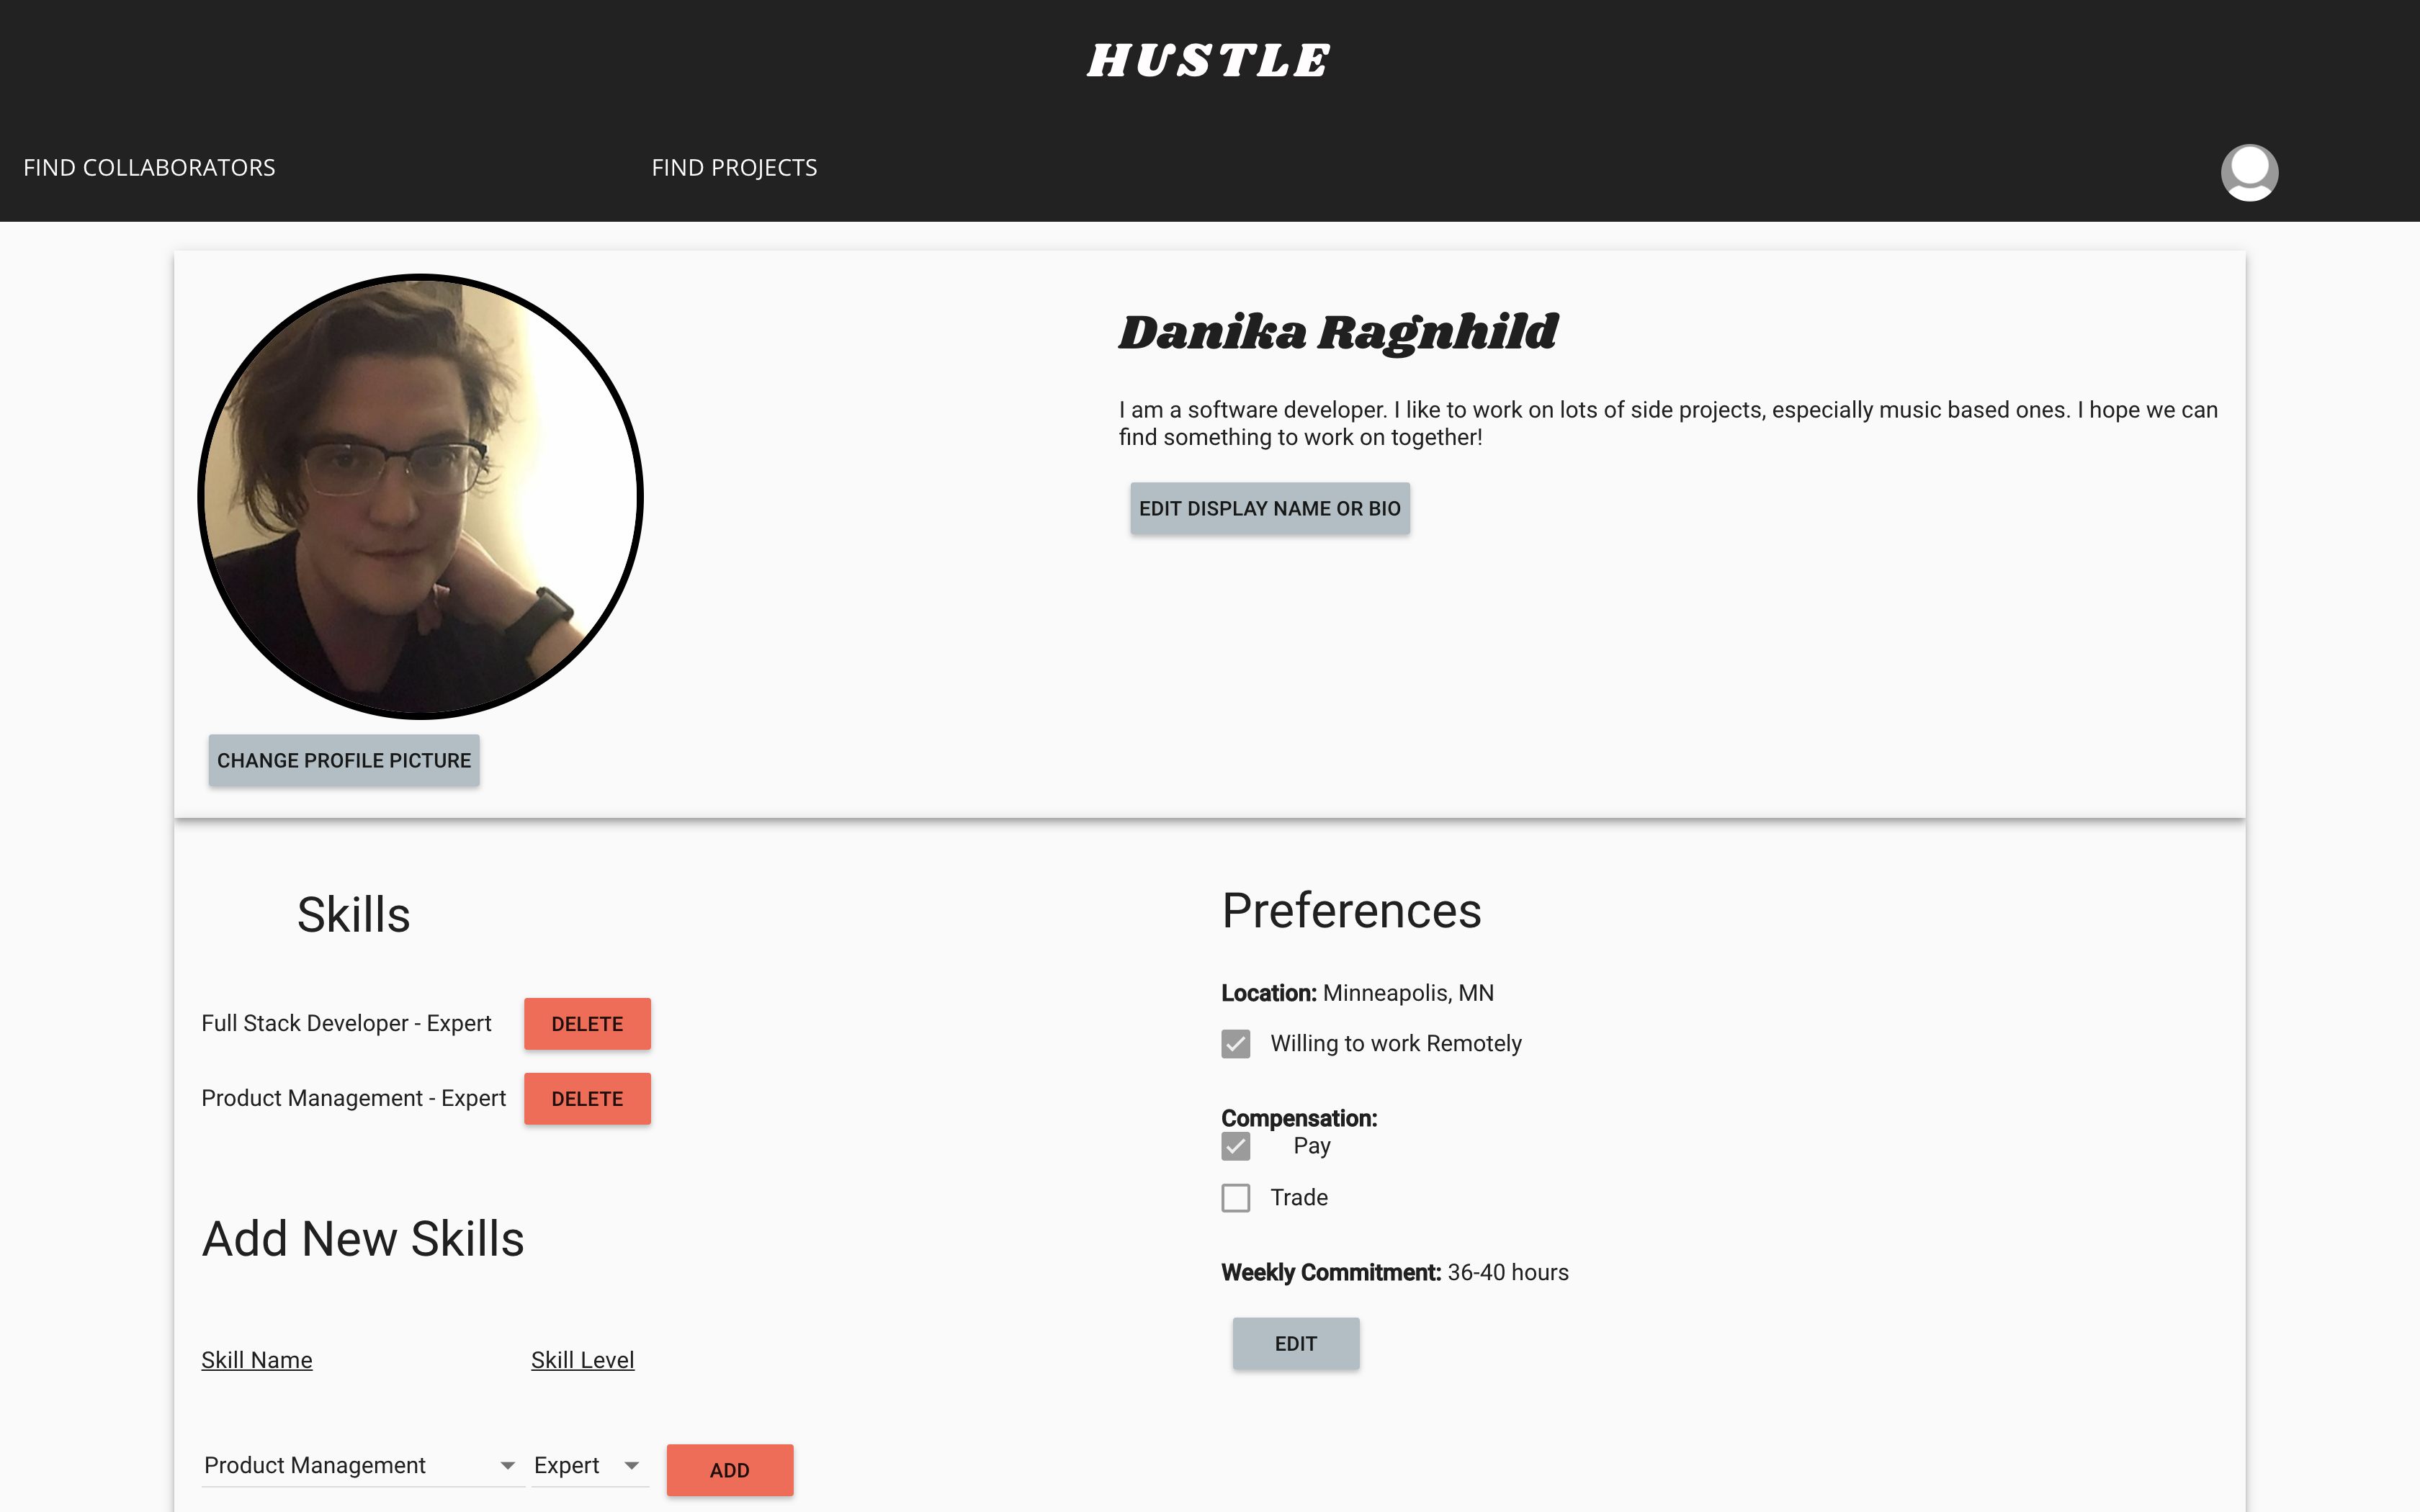 HUSTLE
FIND COLLABORATORS
FIND PROJECTS
Danika Ragnhild
I am a software developer. I like to work on lots of side projects, especially music based ones. I hope we can
find something to work on together!
EDIT DISPLAY NAME OR BIO
CHANGE PROFILE PICTURE
Skills
Full Stack Developer - Expert
DELETE
Product Management - Expert
DELETE
Add New Skills
Skill Name
Skill Level
Product Management
Expert
ADD
Preferences
Location: Minneapolis, MN
Willing to work Remotely
Compensation:
Pay
Trade
Weekly Commitment: 36-40 hours
EDIT